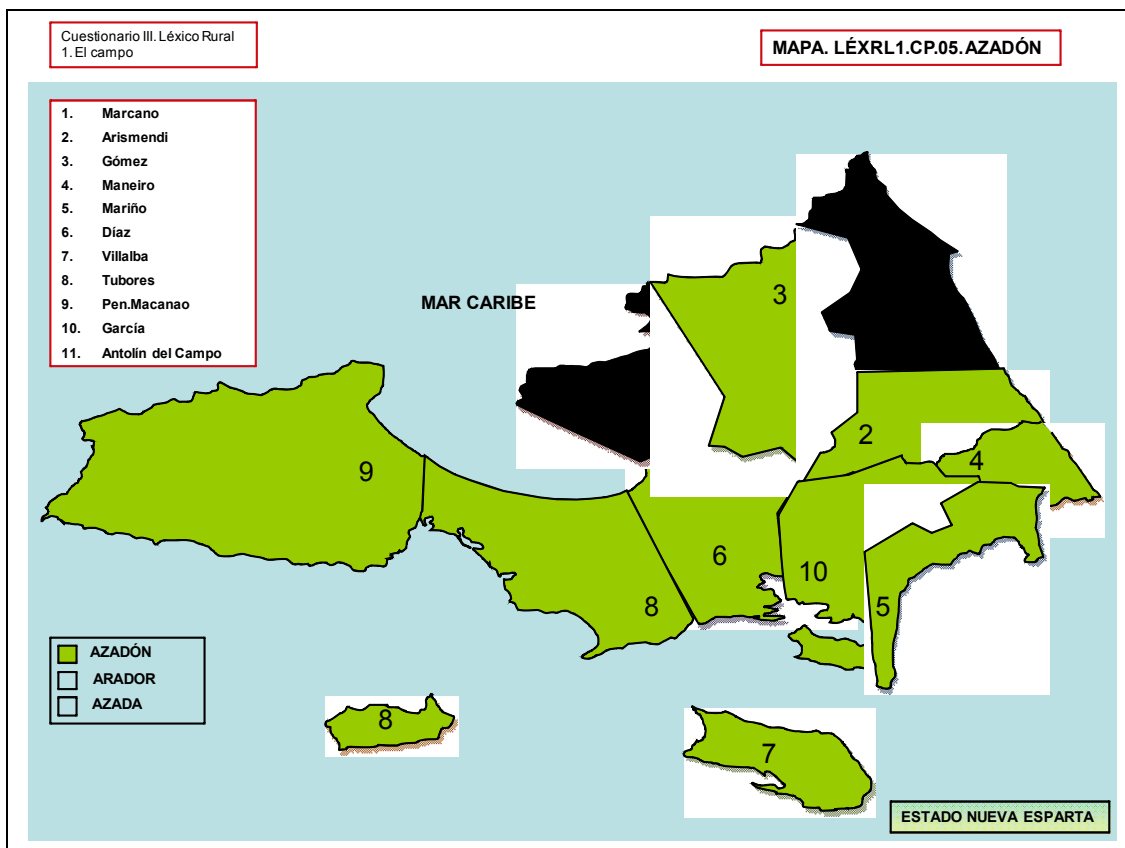 Cuestionario III. Léxico Rural
1. El campo
MAPA. LÉXRL1.CP.05. AZADÓN
1. Marcano
2. Arismendi
3. Gómez
4. Maneiro
5. Mariño
6. Díaz
7. Villalba
8. Tubores
9. Pen.Macanao
10. García
11. Antolín del Campo
MAR CARIBE
3
2
4
9
6
10
8
5
AZADÓN
ARADOR
AZADA
8
7
ESTADO NUEVA ESPARTA